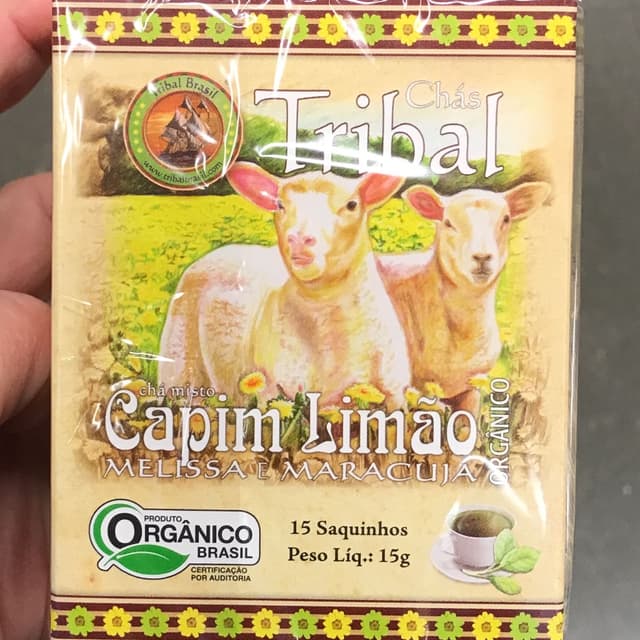 Tribal Brasil
www.tribalbrasil.com
Chás
Tribal
chá misto
Capim Limão
ORGÂNICO
MELISSA E MARACUJÁ
PRODUTO
ORGÂNICO
BRASIL
CERTIFICAÇÃO
POR AUDITORIA
15 Saquinhos
Peso Líq.: 15g